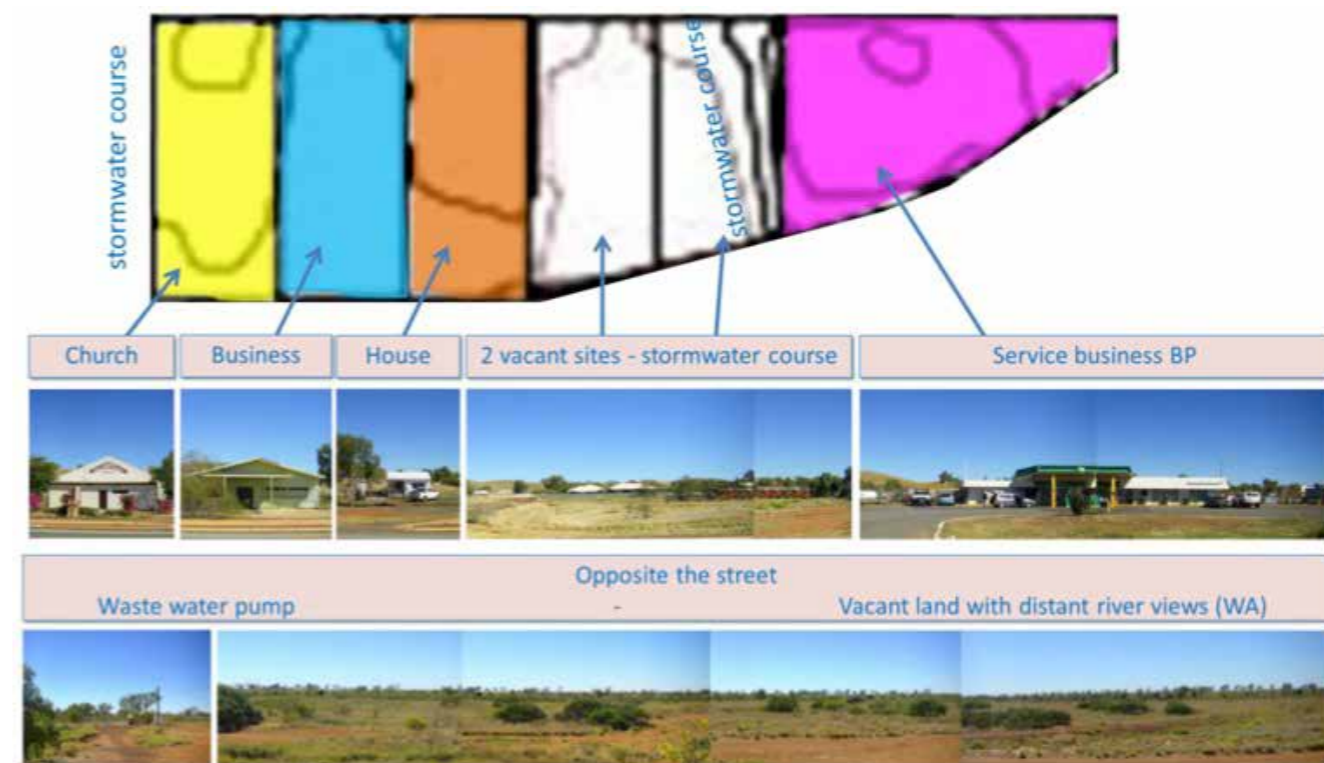 stormwater course
stormwater course
Church
Business
House
2 vacant sites - stormwater course
Service business BP
Opposite the street
Waste water pump - Vacant land with distant river views (WA)